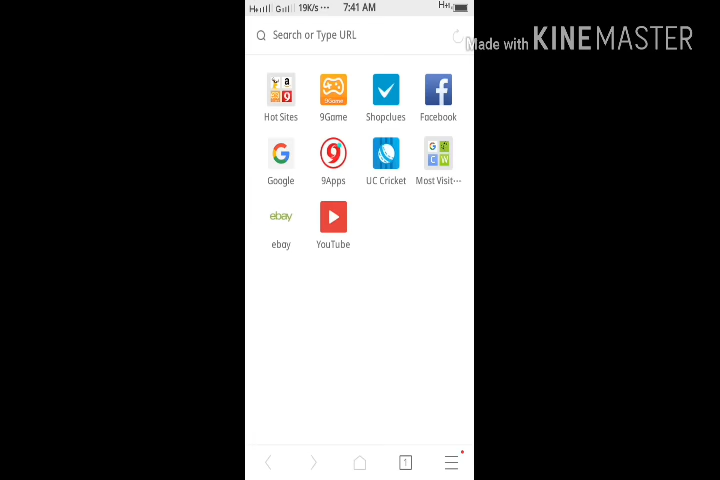 19K/s ··· 7:41 AM
Search or Type URL
Made with KINEMASTER
Hot Sites 9Game Shopclues Facebook
Google 9Apps UC Cricket Most Visit···
ebay
ebay YouTube
1